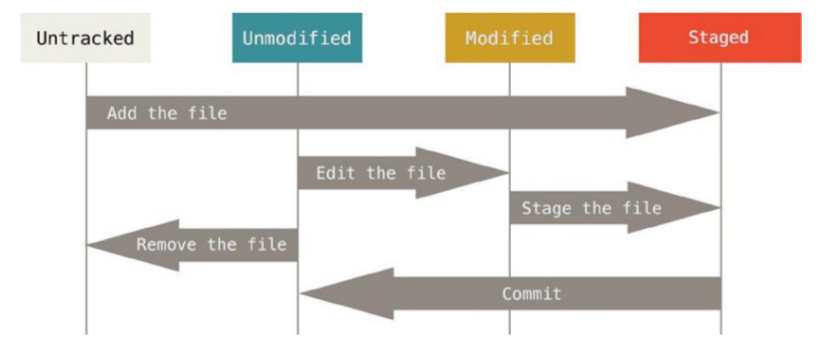 Untracked
Unmodified
Modified
Staged
Add the file
Edit the file
Stage the file
Remove the file
Commit